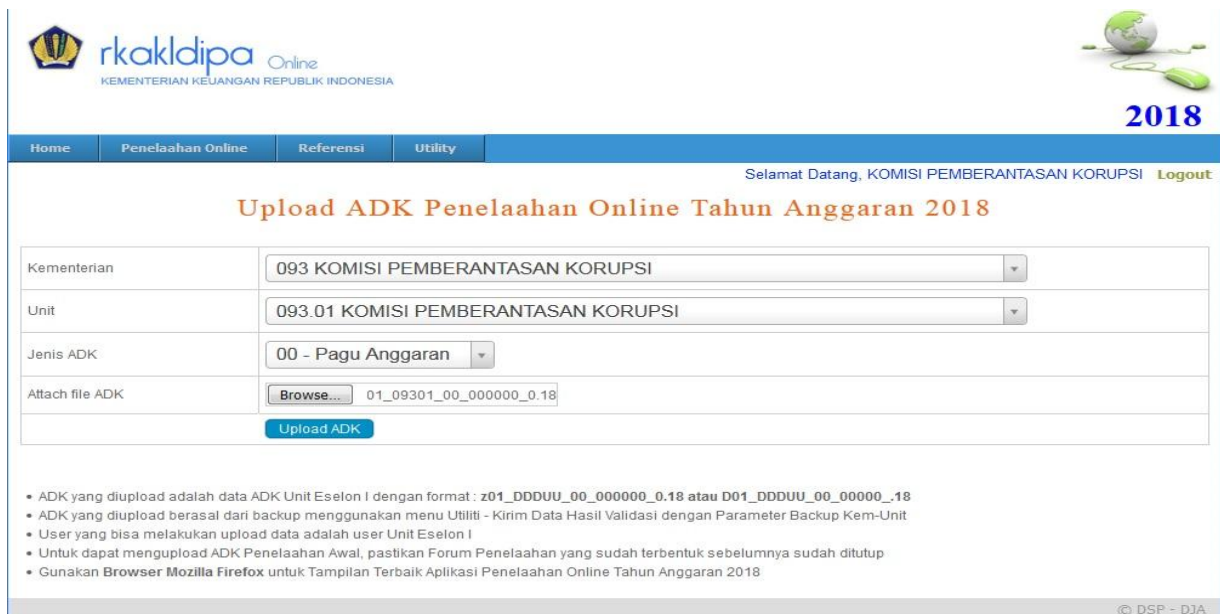 rkakldipa Online
KEMENTERIAN KEUANGAN REPUBLIK INDONESIA
2018
Home Penelaahan Online Referensi Utility
Selamat Datang, KOMISI PEMBERANTASAN KORUPSI Logout
Upload ADK Penelaahan Online Tahun Anggaran 2018
Kementerian 093 KOMISI PEMBERANTASAN KORUPSI
Unit 093.01 KOMISI PEMBERANTASAN KORUPSI
Jenis ADK 00 - Pagu Anggaran
Attach file ADK Browse... 01_09301_00_000000_0.18
Upload ADK
• ADK yang diupload adalah data ADK Unit Eselon I dengan format : z01_DDDUU_00_000000_0.18 atau D01_DDDUU_00_00000_.18
• ADK yang diupload berasal dari backup menggunakan menu Utiliti - Kirim Data Hasil Validasi dengan Parameter Backup Kem-Unit
• User yang bisa melakukan upload data adalah user Unit Eselon I
• Untuk dapat mengupload ADK Penelaahan Awal, pastikan Forum Penelaahan yang sudah terbentuk sebelumnya sudah ditutup
• Gunakan Browser Mozilla Firefox untuk Tampilan Terbaik Aplikasi Penelaahan Online Tahun Anggaran 2018
© DSP - DJA